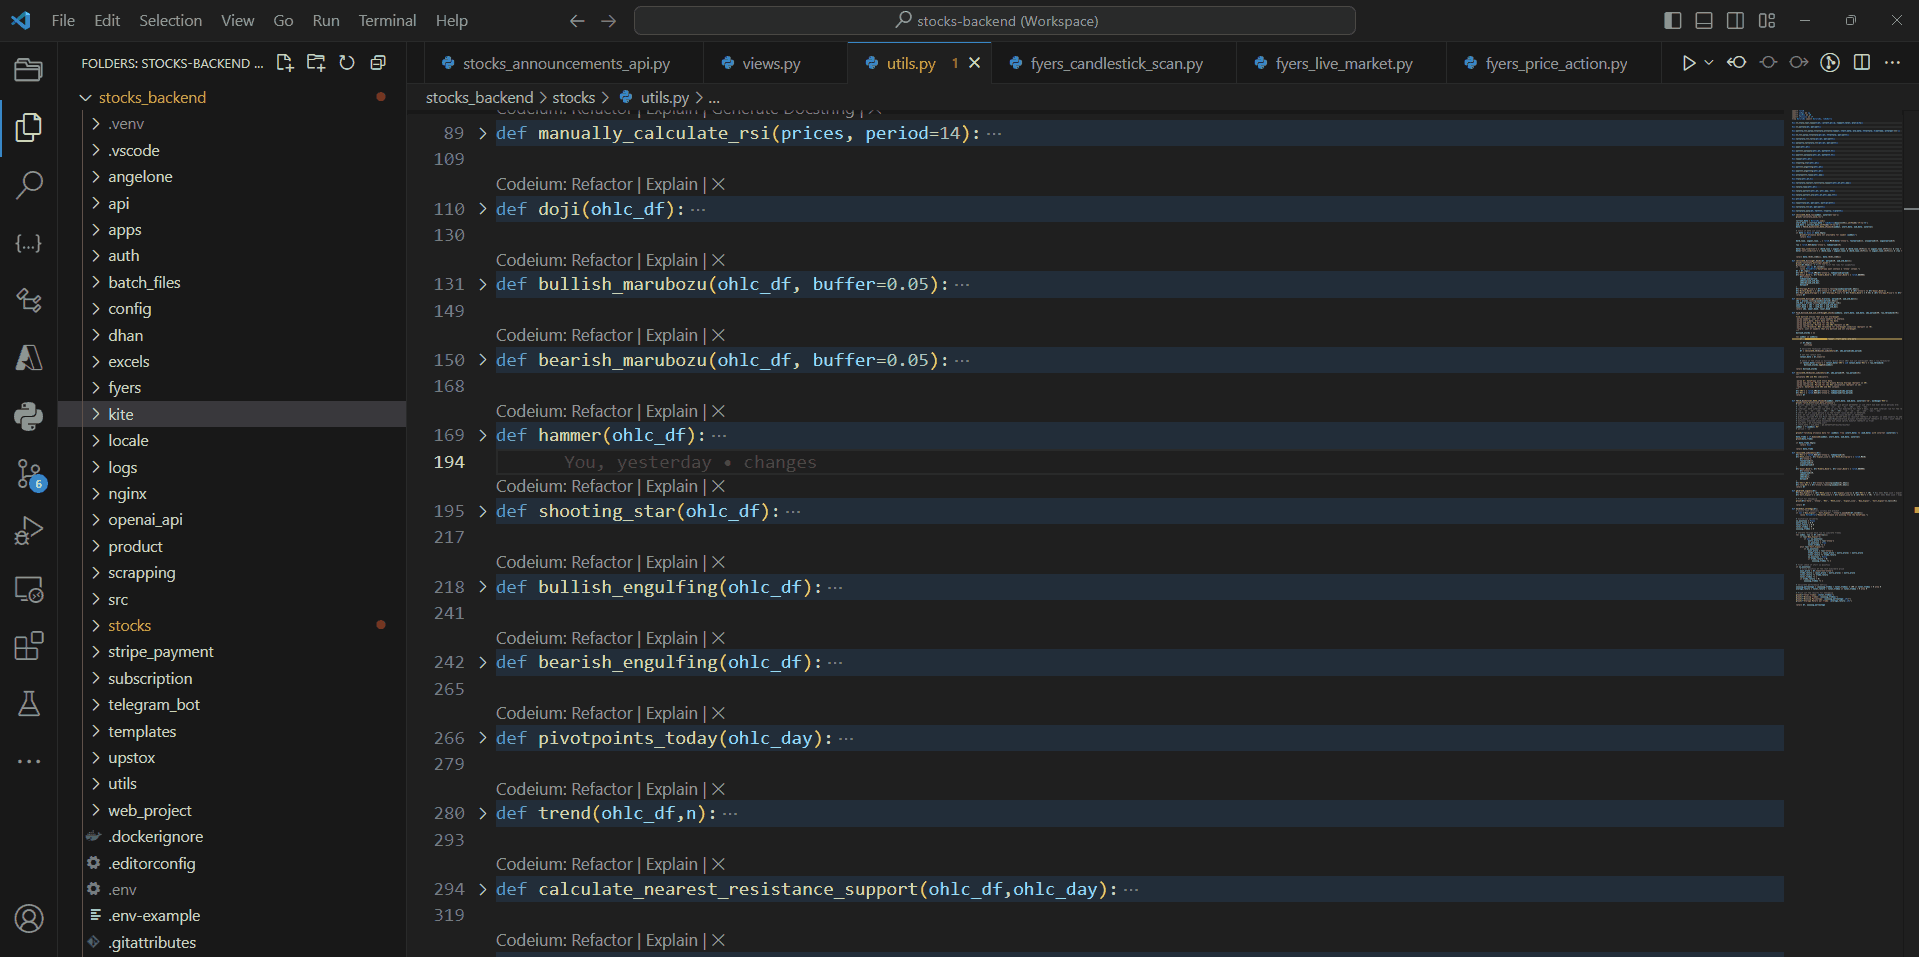 File Edit Selection View Go Run Terminal Help
stocks-backend (Workspace)
FOLDERS: STOCKS-BACKEND ...
stocks_backend
.venv
.vscode
angelone
api
apps
auth
batch_files
config
dhan
excels
fyers
kite
locale
logs
nginx
openai_api
product
scrapping
src
stocks
stripe_payment
subscription
telegram_bot
templates
upstox
utils
web_project
.dockerignore
.editorconfig
.env
.env-example
.gitattributes
6
stocks_announcements_api.py
views.py
utils.py 1
fyers_candlestick_scan.py
fyers_live_market.py
fyers_price_action.py
stocks_backend > stocks > utils.py > ...
Codeium: Refactor | Explain | Generate Docstring | X
89 def manually_calculate_rsi(prices, period=14): ...
109
Codeium: Refactor | Explain | X
110 def doji(ohlc_df): ...
130
Codeium: Refactor | Explain | X
131 def bullish_marubozu(ohlc_df, buffer=0.05): ...
149
Codeium: Refactor | Explain | X
150 def bearish_marubozu(ohlc_df, buffer=0.05): ...
168
Codeium: Refactor | Explain | X
169 def hammer(ohlc_df): ...
194 You, yesterday • changes
Codeium: Refactor | Explain | X
195 def shooting_star(ohlc_df): ...
217
Codeium: Refactor | Explain | X
218 def bullish_engulfing(ohlc_df): ...
241
Codeium: Refactor | Explain | X
242 def bearish_engulfing(ohlc_df): ...
265
Codeium: Refactor | Explain | X
266 def pivotpoints_today(ohlc_day): ...
279
Codeium: Refactor | Explain | X
280 def trend(ohlc_df,n): ...
293
Codeium: Refactor | Explain | X
294 def calculate_nearest_resistance_support(ohlc_df,ohlc_day): ...
319
Codeium: Refactor | Explain | X